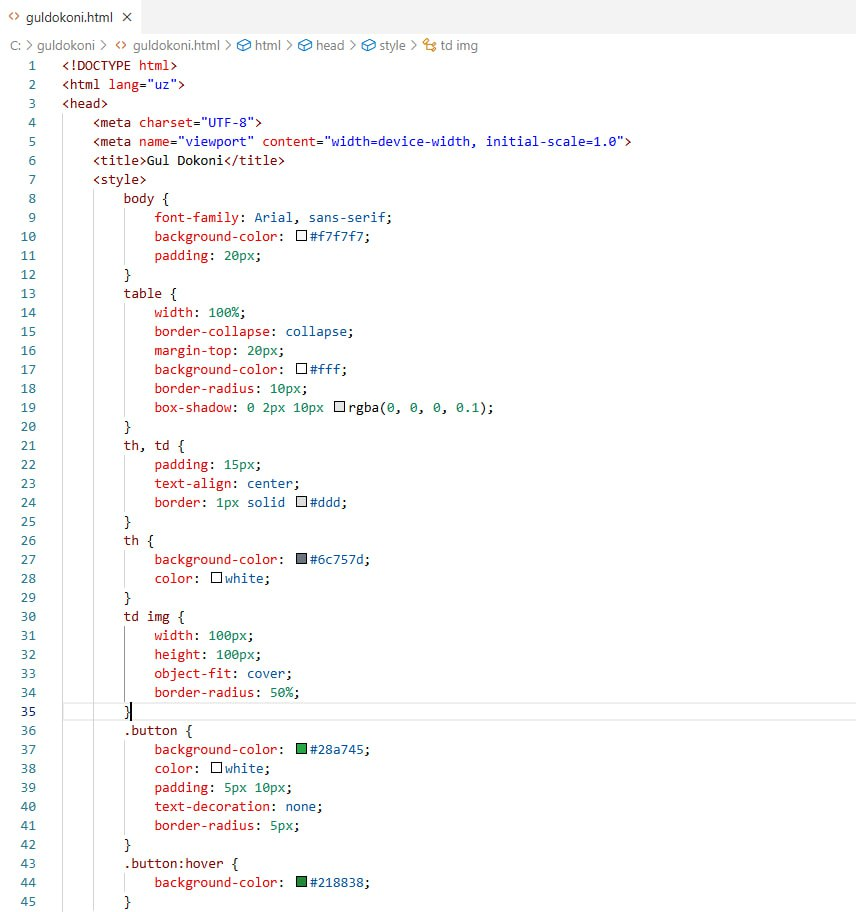 guldokoni.html ×
C: > guldokoni > guldokoni.html > html > head > style > td img
1 <!DOCTYPE html>
2 <html lang="uz">
3 <head>
4     <meta charset="UTF-8">
5     <meta name="viewport" content="width=device-width, initial-scale=1.0">
6     <title>Gul Dokoni</title>
7     <style>
8         body {
9             font-family: Arial, sans-serif;
10             background-color: #f7f7f7;
11             padding: 20px;
12         }
13         table {
14             width: 100%;
15             border-collapse: collapse;
16             margin-top: 20px;
17             background-color: #fff;
18             border-radius: 10px;
19             box-shadow: 0 2px 10px rgba(0, 0, 0, 0.1);
20         }
21         th, td {
22             padding: 15px;
23             text-align: center;
24             border: 1px solid #ddd;
25         }
26         th {
27             background-color: #6c757d;
28             color: white;
29         }
30         td img {
31             width: 100px;
32             height: 100px;
33             object-fit: cover;
34             border-radius: 50%;
35         }
36         .button {
37             background-color: #28a745;
38             color: white;
39             padding: 5px 10px;
40             text-decoration: none;
41             border-radius: 5px;
42         }
43         .button:hover {
44             background-color: #218838;
45         }